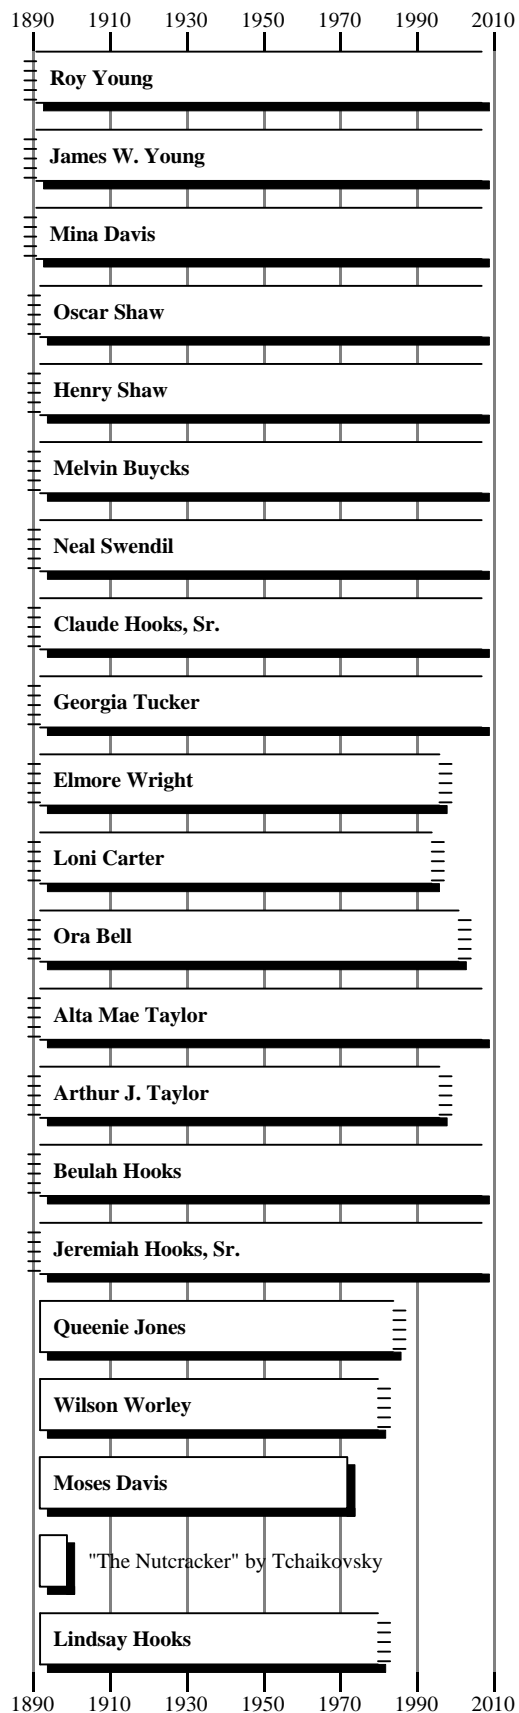 1890 1910 1930 1950 1970 1990 2010
Roy Young
James W. Young
Mina Davis
Oscar Shaw
Henry Shaw
Melvin Buycks
Neal Swendil
Claude Hooks, Sr.
Georgia Tucker
Elmore Wright
Loni Carter
Ora Bell
Alta Mae Taylor
Arthur J. Taylor
Beulah Hooks
Jeremiah Hooks, Sr.
Queenie Jones
Wilson Worley
Moses Davis
"The Nutcracker" by Tchaikovsky
Lindsay Hooks
1890 1910 1930 1950 1970 1990 2010